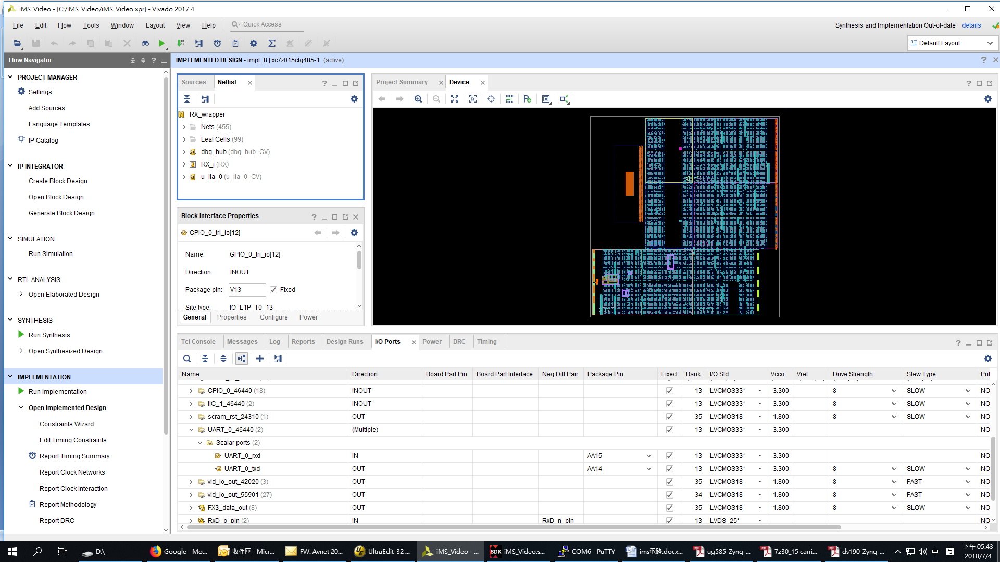 iMS_Video - [C:/iMS_Video/iMS_Video.xpr] - Vivado 2017.4
File Edit Flow Tools Window Layout View Help Quick Access
Synthesis and Implementation Out-of-date details
Default Layout
Flow Navigator
IMPLEMENTED DESIGN - impl_8 | xc7z015clg485-1 (active)
PROJECT MANAGER
Settings
Add Sources
Language Templates
IP Catalog
IP INTEGRATOR
Create Block Design
Open Block Design
Generate Block Design
SIMULATION
Run Simulation
RTL ANALYSIS
Open Elaborated Design
SYNTHESIS
Run Synthesis
Open Synthesized Design
IMPLEMENTATION
Run Implementation
Open Implemented Design
Constraints Wizard
Edit Timing Constraints
Report Timing Summary
Report Clock Networks
Report Clock Interaction
Report Methodology
Report DRC
Sources Netlist
RX_wrapper
Nets (455)
Leaf Cells (99)
dbg_hub (dbg_hub_CV)
RX_i (RX)
u_ila_0 (u_ila_0_CV)
Block Interface Properties
GPIO_0_tri_io[12]
Name: GPIO_0_tri_io[12]
Direction: INOUT
Package pin: V13 Fixed
Site type: IO_L1P_T0_13
General Properties Configure Power
Project Summary Device
Tcl Console Messages Log Reports Design Runs I/O Ports Power DRC Timing
Name Direction Board Part Pin Board Part Interface Neg Diff Pair Package Pin Fixed Bank I/O Std Vcco Vref Drive Strength Slew Type Pul
GPIO_0_46440 (18) INOUT 13 LVCMOS33* 3.300 8 SLOW NO
IIC_1_46440 (2) INOUT 13 LVCMOS33* 3.300 8 SLOW NO
scram_rst_24310 (1) OUT 35 LVCMOS18 1.800 8 SLOW NO
UART_0_46440 (2) (Multiple) 13 LVCMOS33* 3.300 NO
Scalar ports (2)
UART_0_rxd IN AA15 13 LVCMOS33* 3.300 NO
UART_0_txd OUT AA14 13 LVCMOS33* 3.300 8 SLOW NO
vid_io_out_42020 (3) OUT 35 LVCMOS18 1.800 8 FAST NO
vid_io_out_55901 (27) OUT 34 LVCMOS18 1.800 8 FAST NO
FX3_data_out (8) OUT 35 LVCMOS18 1.800 8 SLOW NO
RxD_p_pin (2) IN RxD_n_pin 13 LVDS_25* NO
D:\ Google - Mo... 收件匣 - Micr... FW: Avnet 20... UltraEdit-32 ... iMS_Video - ... iMS_Video.s... COM6 - PuTTY ims電路.docx... ug585-Zynq-... 7z30_15 carri... ds190-Zynq-... 中 下午 05:43
2018/7/4